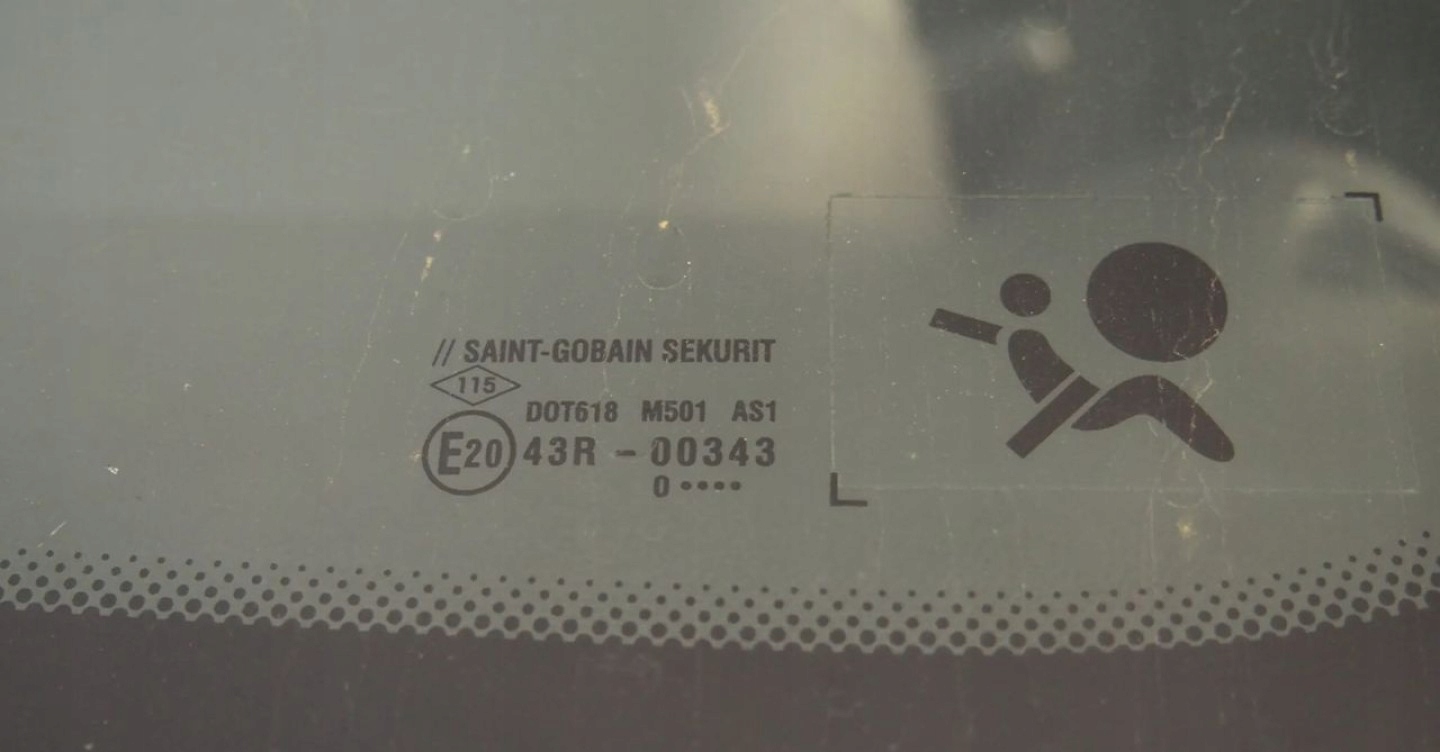 // SAINT-GOBAIN SEKURIT
115
DOT618 M501 AS1
E20 43R - 00343
0 ••••